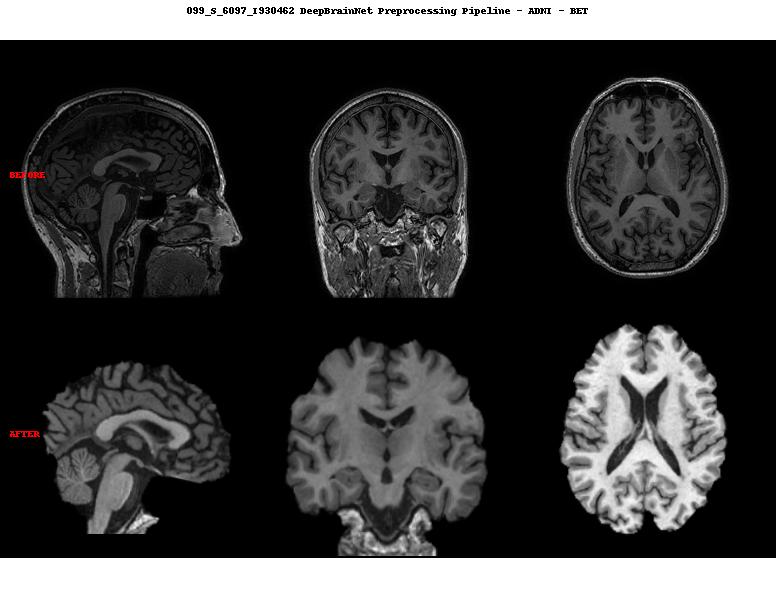 099_S_6097_I930462 DeepBrainNet Preprocessing Pipeline - ADNI - BET
BEFORE
AFTER